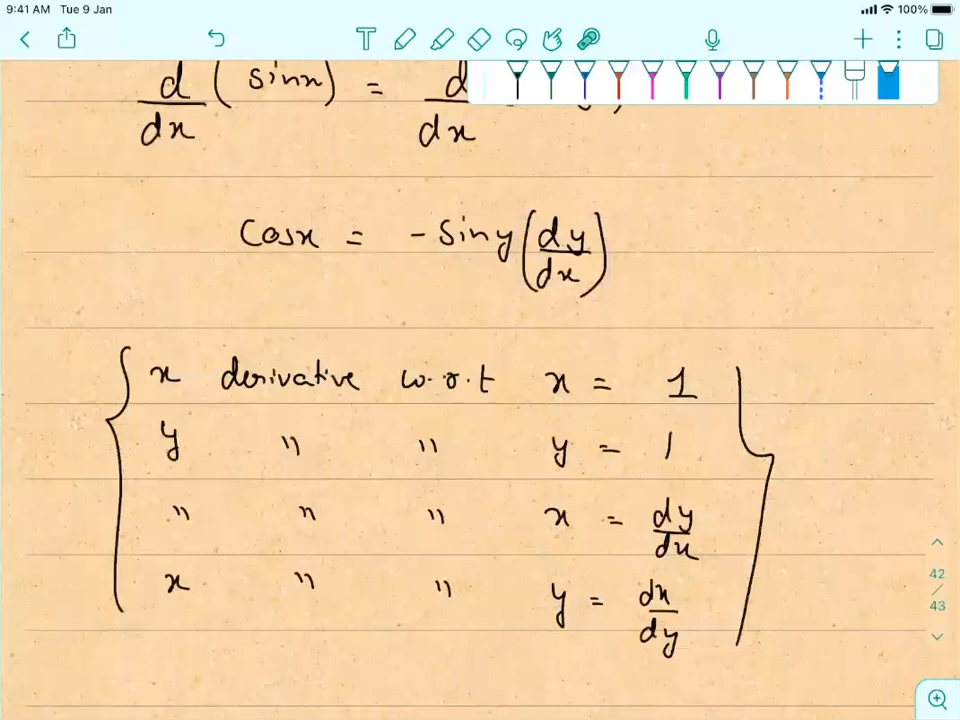 9:41 AM Tue 9 Jan 100%
d/dx ( sinx ) = d/dx
Cosx = - Siny (dy/dx)
x derivative w.r.t x = 1
y " " y = 1
" " " x = dy/dx
x " " y = dx/dy
42
/
43